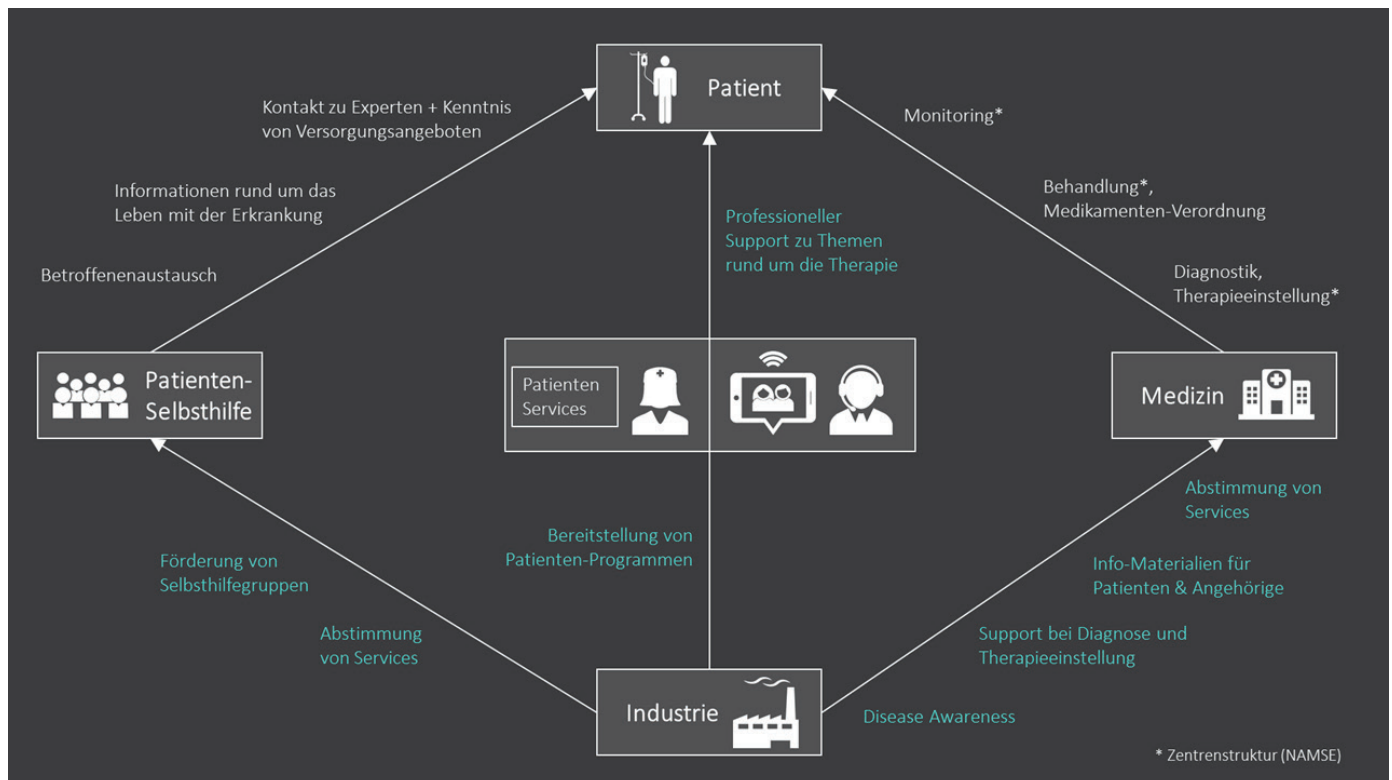 Patient
Kontakt zu Experten + Kenntnis
von Versorgungsangeboten
Monitoring*
Informationen rund um das
Leben mit der Erkrankung
Behandlung*,
Medikamenten-Verordnung
Professioneller
Support zu Themen
rund um die Therapie
Betroffenenaustausch
Diagnostik,
Therapieeinstellung*
Patienten-
Selbsthilfe
Patienten
Services
Medizin
Abstimmung von
Services
Bereitstellung von
Patienten-Programmen
Förderung von
Selbsthilfegruppen
Info-Materialien für
Patienten & Angehörige
Abstimmung
von Services
Support bei Diagnose und
Therapieeinstellung
Industrie
Disease Awareness
* Zentrenstruktur (NAMSE)